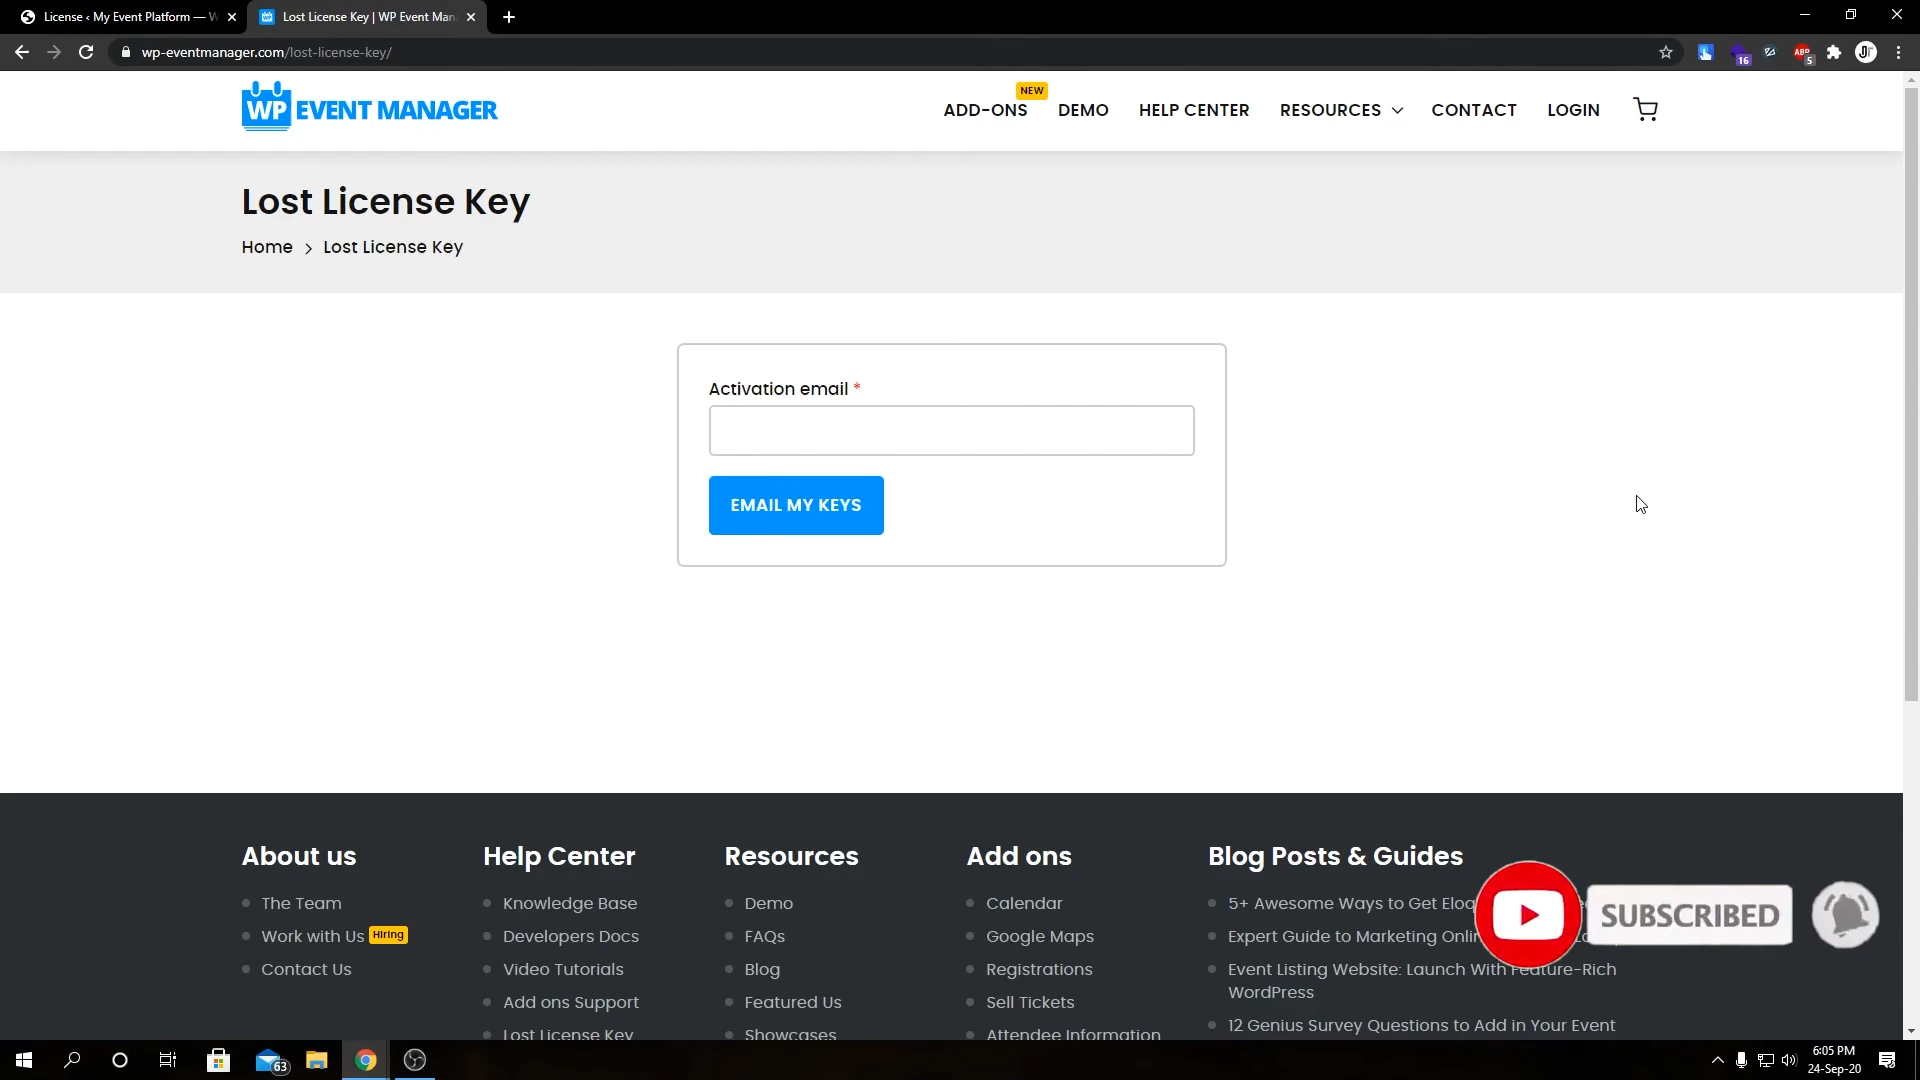 License ‹ My Event Platform — W
Lost License Key | WP Event Man
wp-eventmanager.com/lost-license-key/
16
ABP
5
WP EVENT MANAGER
NEW
ADD-ONS
DEMO
HELP CENTER
RESOURCES
CONTACT
LOGIN
Lost License Key
Home > Lost License Key
Activation email *
EMAIL MY KEYS
About us
The Team
Work with Us Hiring
Contact Us
Help Center
Knowledge Base
Developers Docs
Video Tutorials
Add ons Support
Lost License Key
Resources
Demo
FAQs
Blog
Featured Us
Showcases
Add ons
Calendar
Google Maps
Registrations
Sell Tickets
Attendee Information
Blog Posts & Guides
5+ Awesome Ways to Get
Expert Guide to Marketing
Event Listing Website: Launch With Feature-Rich
WordPress
12 Genius Survey Questions to Add in Your Event
SUBSCRIBED
63
6:05 PM
24-Sep-20